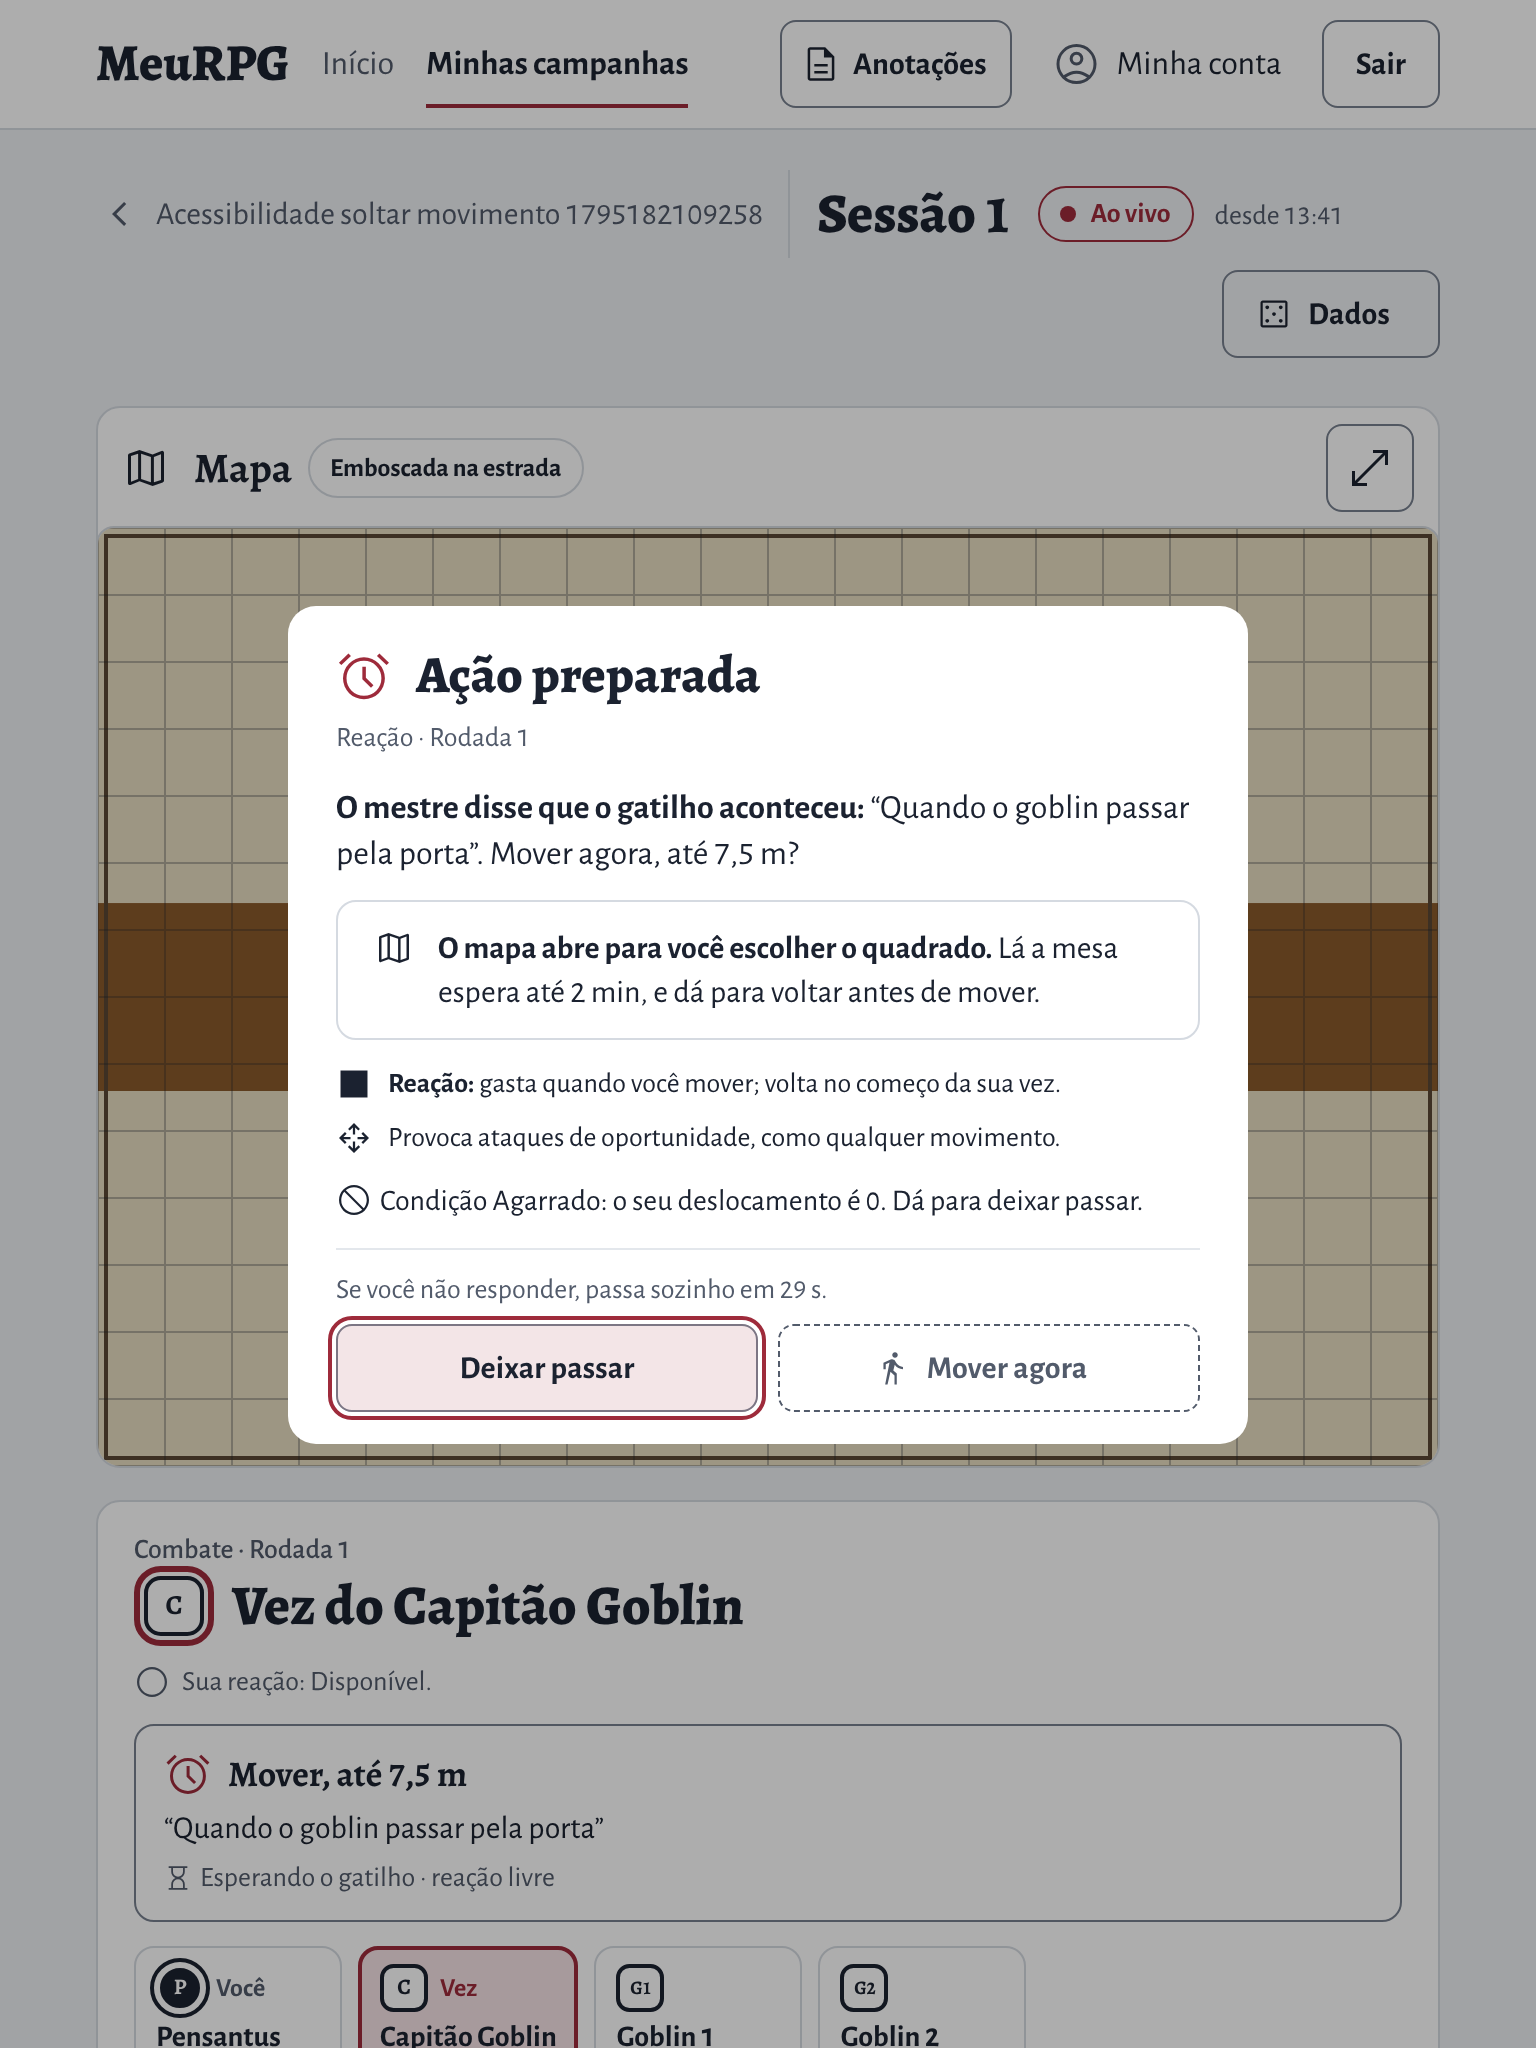 MeuRPG Início Minhas campanhas Anotações Minha conta Sair
Acessibilidade soltar movimento 1795182109258 Sessão 1 Ao vivo desde 13:41
Dados
Mapa Emboscada na estrada
Ação preparada
Reação · Rodada 1
O mestre disse que o gatilho aconteceu: “Quando o goblin passar
pela porta”. Mover agora, até 7,5 m?
O mapa abre para você escolher o quadrado. Lá a mesa
espera até 2 min, e dá para voltar antes de mover.
Reação: gasta quando você mover; volta no começo da sua vez.
Provoca ataques de oportunidade, como qualquer movimento.
Condição Agarrado: o seu deslocamento é 0. Dá para deixar passar.
Se você não responder, passa sozinho em 29 s.
Deixar passar Mover agora
Combate · Rodada 1
C Vez do Capitão Goblin
Sua reação: Disponível.
Mover, até 7,5 m
“Quando o goblin passar pela porta”
Esperando o gatilho · reação livre
P Você C Vez G1 G2
Pensantus Capitão Goblin Goblin 1 Goblin 2